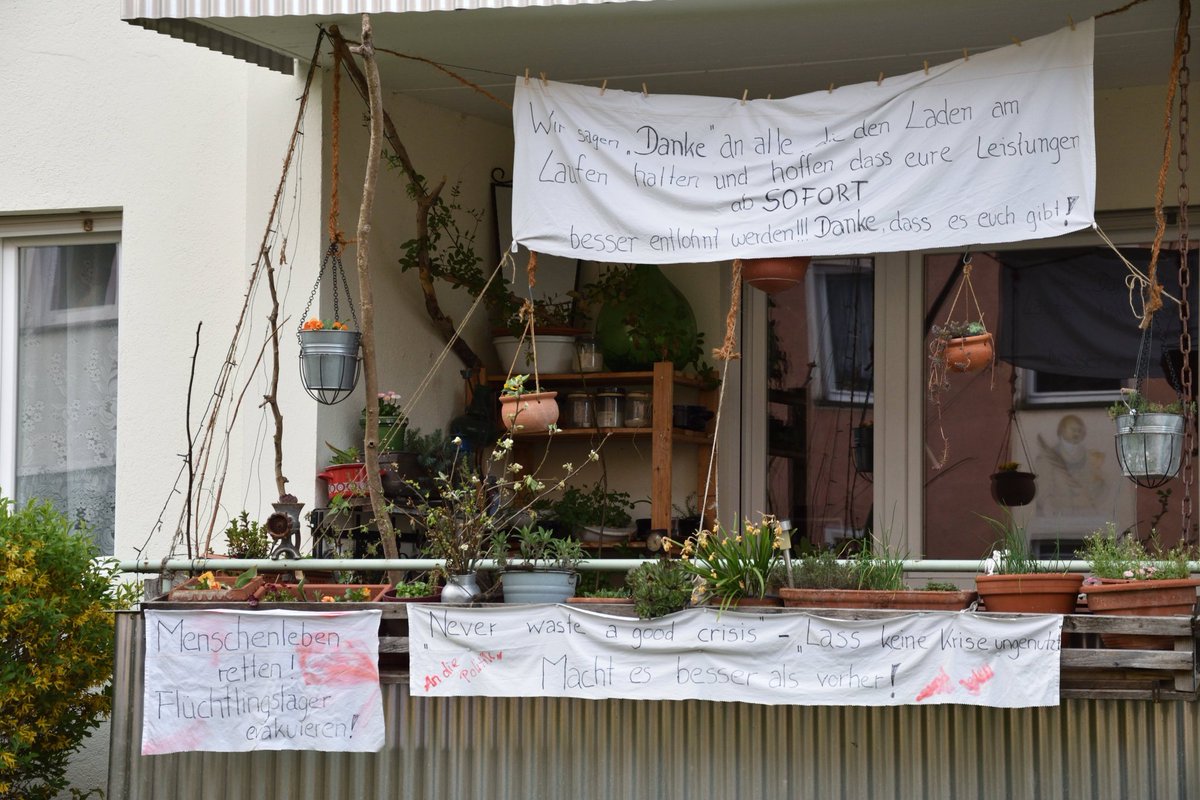 Wir sagen „Danke" an alle, die den Laden am
Laufen halten und hoffen dass eure Leistungen
ab SOFORT
besser entlohnt werden!!! Danke, dass es euch gibt!
Menschenleben
retten!
Flüchtlingslager
evakuieren!
„Never waste a good crisis" – „Lass keine Krise ungenutzt
An die Politik
Macht es besser als vorher!